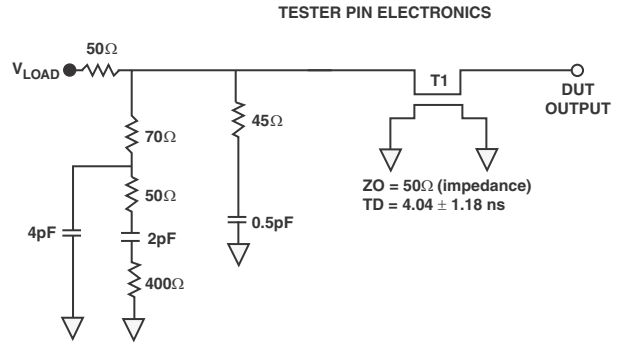 TESTER PIN ELECTRONICS
50Ω
VLOAD
T1
DUT
OUTPUT
70Ω
45Ω
50Ω
ZO = 50Ω (impedance)
TD = 4.04 ± 1.18 ns
4pF
2pF
0.5pF
400Ω